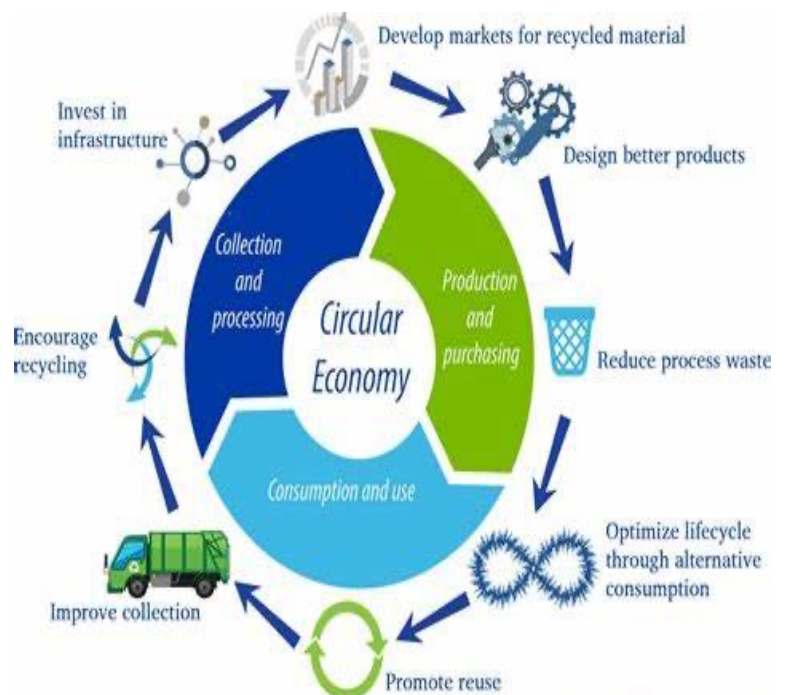 Develop markets for recycled material
Design better products
Reduce process waste
Optimize lifecycle
through alternative
consumption
Promote reuse
Improve collection
Encourage
recycling
Invest in
infrastructure
Collection
and
processing
Production
and
purchasing
Consumption and use
Circular
Economy